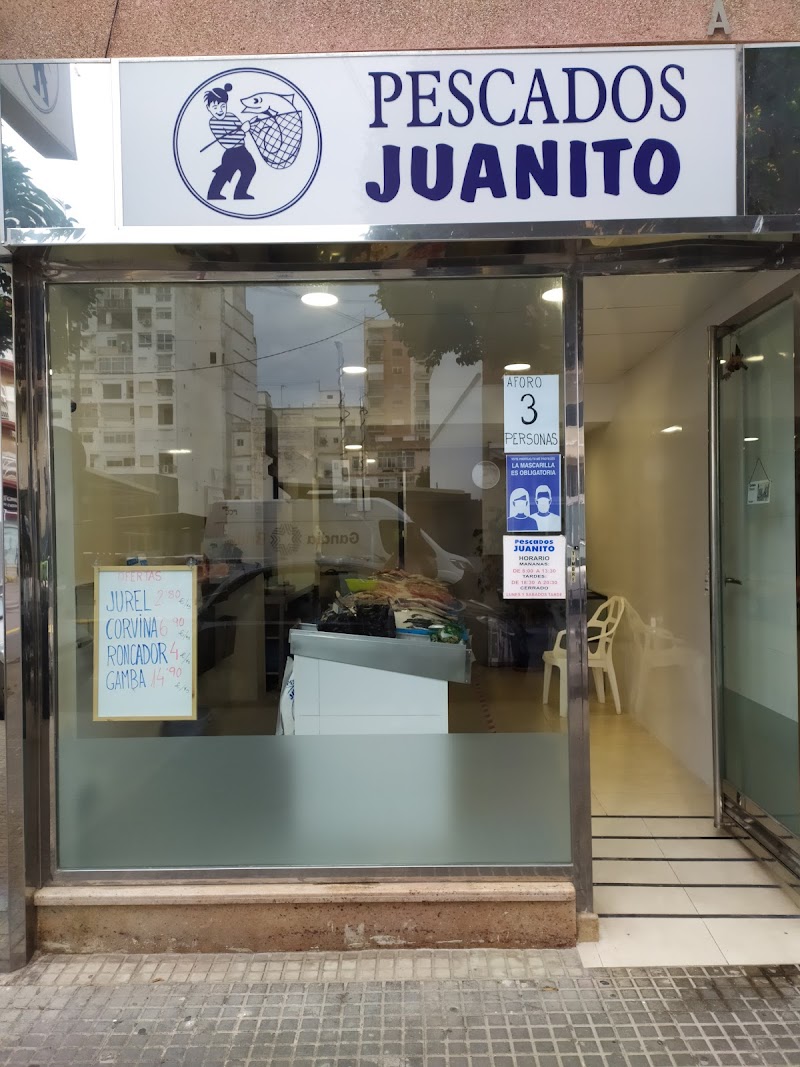 A
PESCADOS
JUANITO
AFORO
3
PERSONAS
LA MASCARILLA
ES OBLIGATORIA
PESCADOS
JUANITO
HORARIO
MAÑANAS:
TARDES:
CERRADO
OFERTAS
JUREL 2'90
CORVINA 6'90
RONCADOR 4
GAMBA 14'90
Gandia